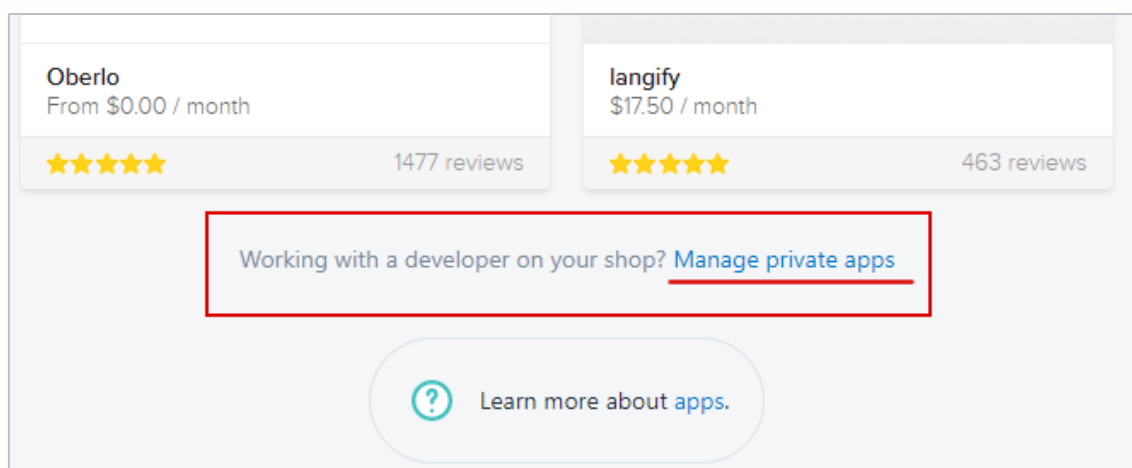 Oberlo
From $0.00 / month
1477 reviews
langify
$17.50 / month
463 reviews
Working with a developer on your shop? Manage private apps
? Learn more about apps.